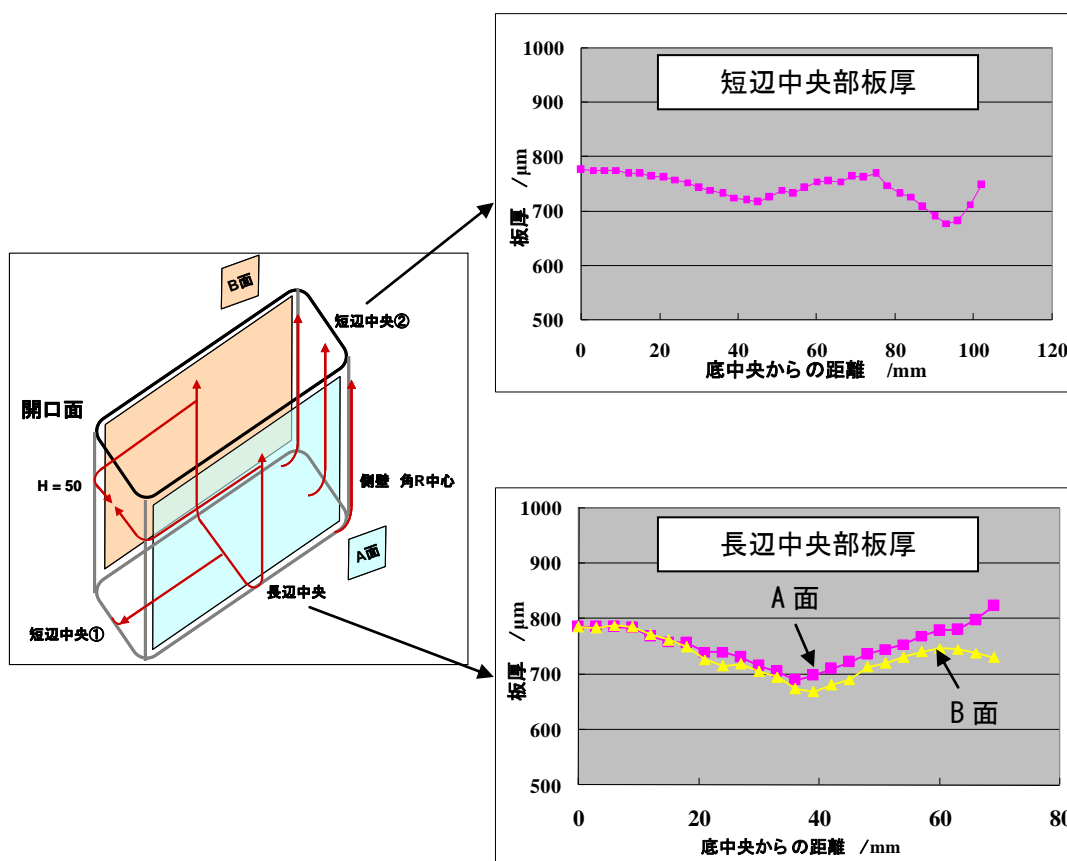 短辺中央部板厚
1000
900
800
700
600
500
板厚 /μm
0
20
40
60
80
100
120
底中央からの距離 /mm
B面
短辺中央②
開口面
H = 50
側壁 角R中心
A面
長辺中央
短辺中央①
長辺中央部板厚
1000
900
800
700
600
500
板厚 /μm
A 面
B 面
0
20
40
60
80
底中央からの距離 /mm